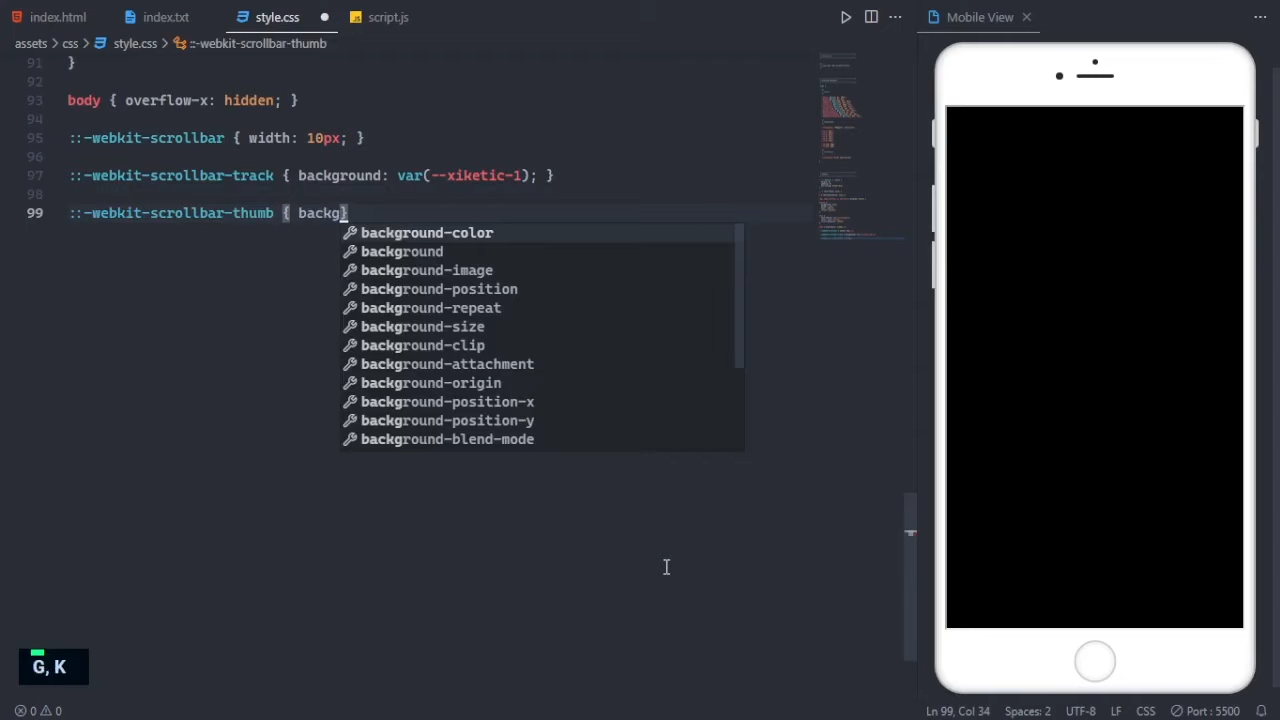 index.html index.txt style.css script.js Mobile View
assets > css > style.css > ::-webkit-scrollbar-thumb
91 }
92
93 body { overflow-x: hidden; }
94
95 ::-webkit-scrollbar { width: 10px; }
96
97 ::-webkit-scrollbar-track { background: var(--xiketic-1); }
98
99 ::-webkit-scrollbar-thumb { backg}
background-color
background
background-image
background-position
background-repeat
background-size
background-clip
background-attachment
background-origin
background-position-x
background-position-y
background-blend-mode
G, K
0 0 Ln 99, Col 34 Spaces: 2 UTF-8 LF CSS Port : 5500